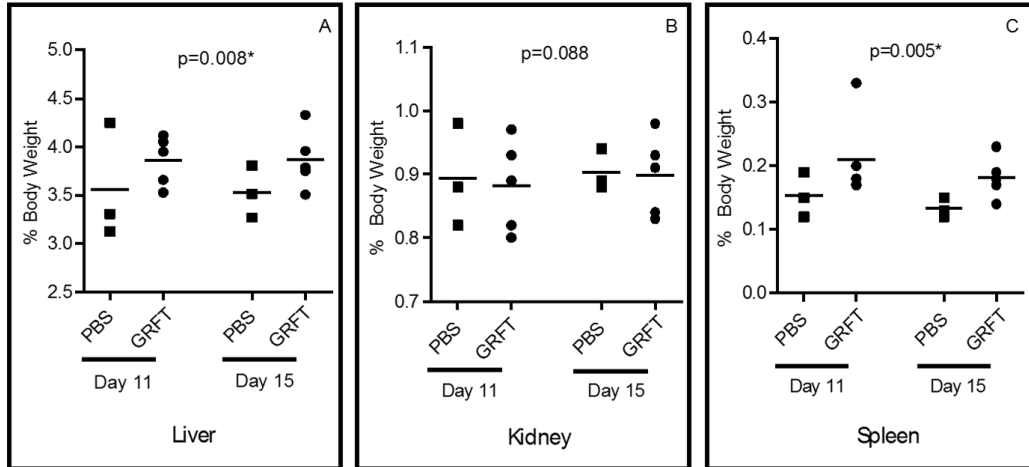 A
p=0.008*
% Body Weight
5.0
4.5
4.0
3.5
3.0
2.5
PBS
GRFT
PBS
GRFT
Day 11
Day 15
Liver
B
p=0.088
% Body Weight
1.1
1.0
0.9
0.8
0.7
PBS
GRFT
PBS
GRFT
Day 11
Day 15
Kidney
C
p=0.005*
% Body Weight
0.4
0.3
0.2
0.1
0.0
PBS
GRFT
PBS
GRFT
Day 11
Day 15
Spleen